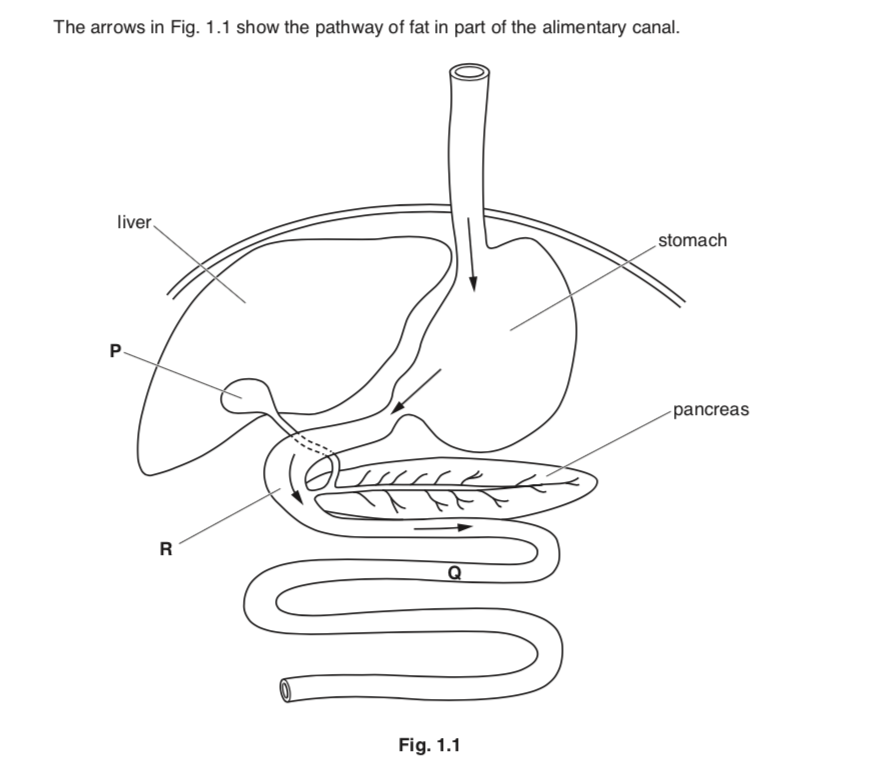 The arrows in Fig. 1.1 show the pathway of fat in part of the alimentary canal.
liver
stomach
P
pancreas
R
Q
Fig. 1.1